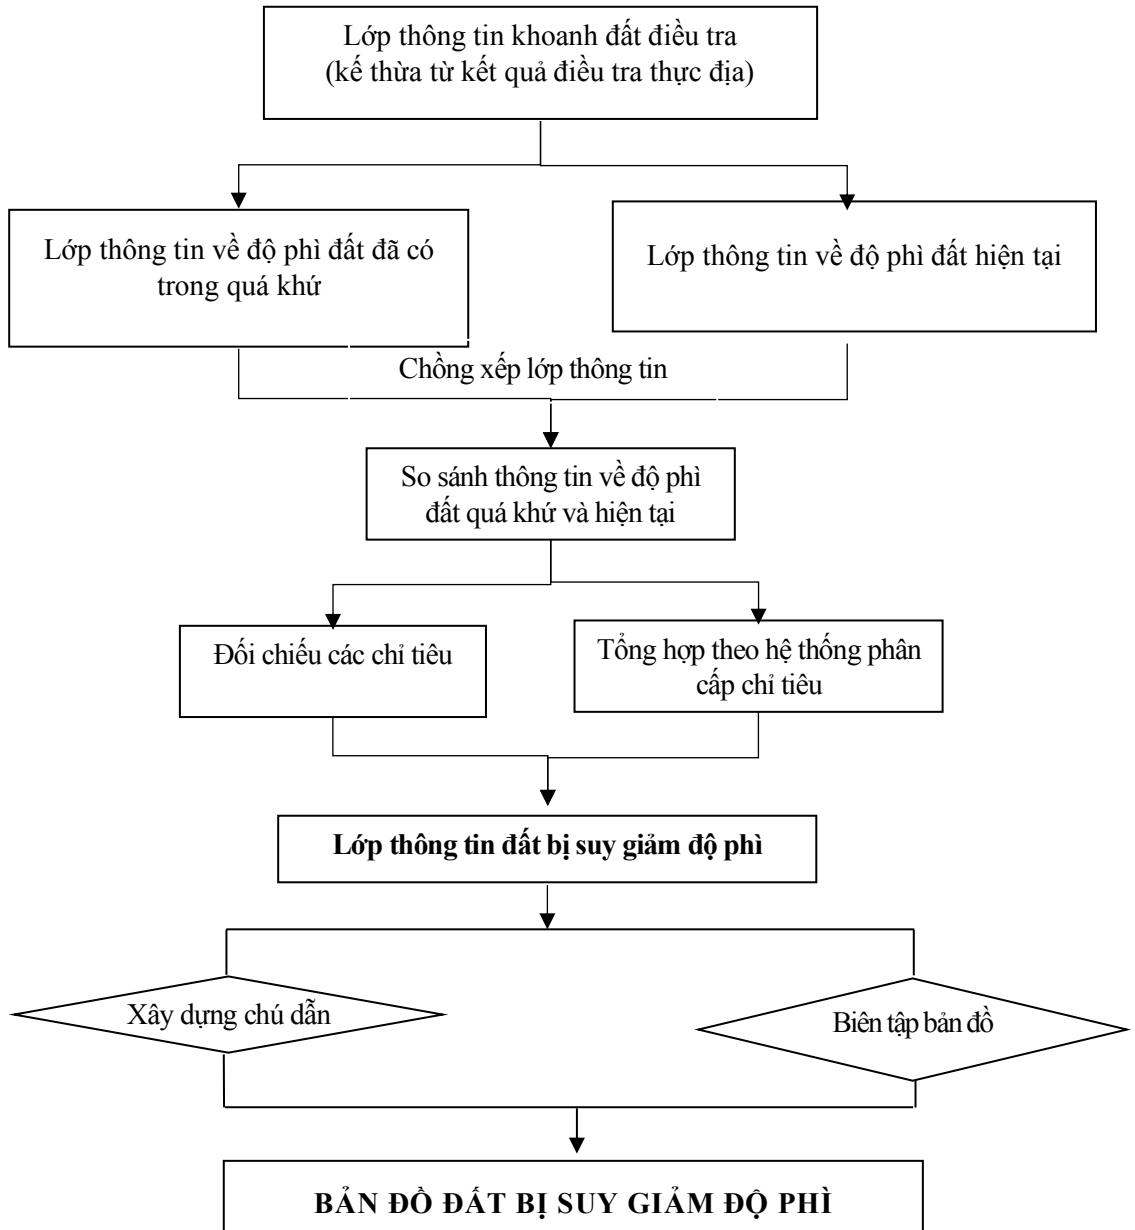 Lớp thông tin khoanh đất điều tra
(kế thừa từ kết quả điều tra thực địa)
Lớp thông tin về độ phì đất đã có
trong quá khứ
Lớp thông tin về độ phì đất hiện tại
Chồng xếp lớp thông tin
So sánh thông tin về độ phì
đất quá khứ và hiện tại
Đối chiếu các chỉ tiêu
Tổng hợp theo hệ thống phân
cấp chỉ tiêu
Lớp thông tin đất bị suy giảm độ phì
Xây dựng chú dẫn
Biên tập bản đồ
BẢN ĐỒ ĐẤT BỊ SUY GIẢM ĐỘ PHÌ